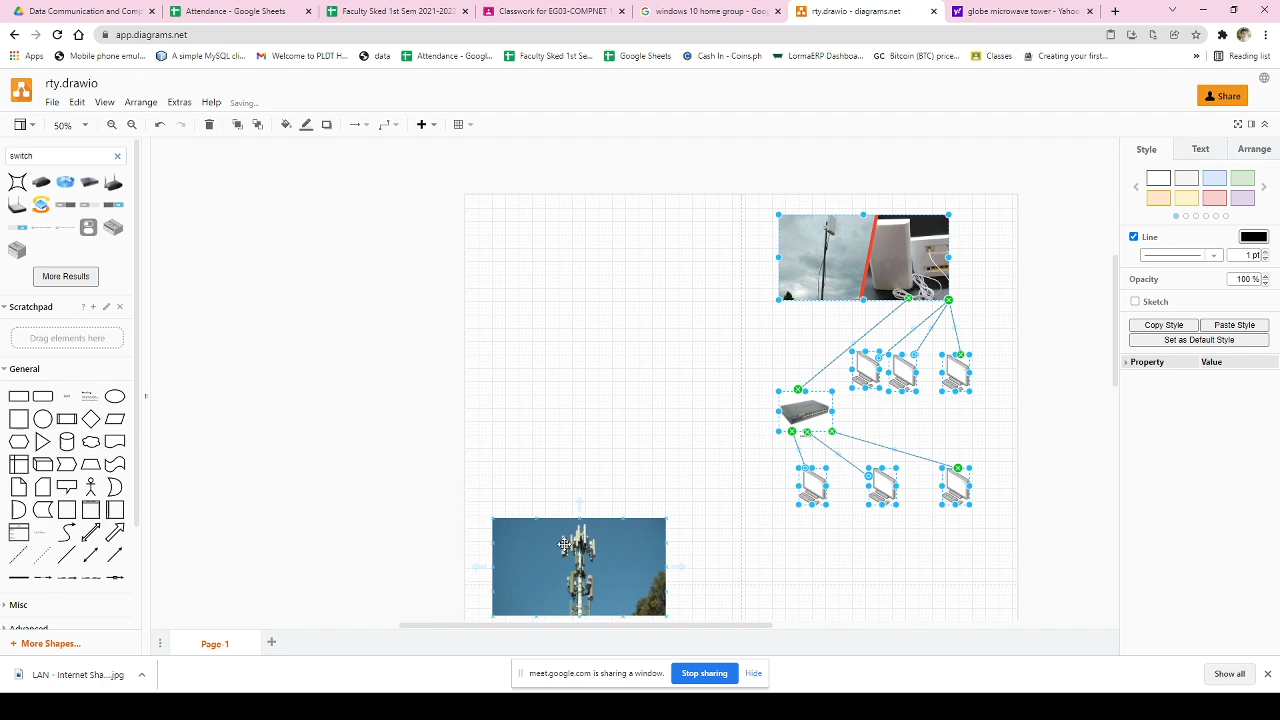 Data Communication and Comp
Attendance - Google Sheets
Faculty Sked 1st Sem 2021-2022
Classwork for EG03-COMPNET 1
windows 10 home group - Goog
rty.drawio - diagrams.net
globe microwave tower - Yahoo
app.diagrams.net
Apps
Mobile phone emul...
A simple MySQL cli...
Welcome to PLDT H...
data
Attendance - Googl...
Faculty Sked 1st Se...
Google Sheets
Cash In - Coins.ph
LormaERP Dashboa...
GC
Bitcoin (BTC) price...
Classes
Creating your first...
»
Reading list
rty.drawio
File
Edit
View
Arrange
Extras
Help
Saving...
Share
50%
Style
Text
Arrange
switch
More Results
Scratchpad
?
Drag elements here
General
Misc
Advanced
+ More Shapes...
Line
1 pt
Opacity
100 %
Sketch
Copy Style
Paste Style
Set as Default Style
Property
Value
Page-1
LAN - Internet Sha....jpg
meet.google.com is sharing a window.
Stop sharing
Hide
Show all